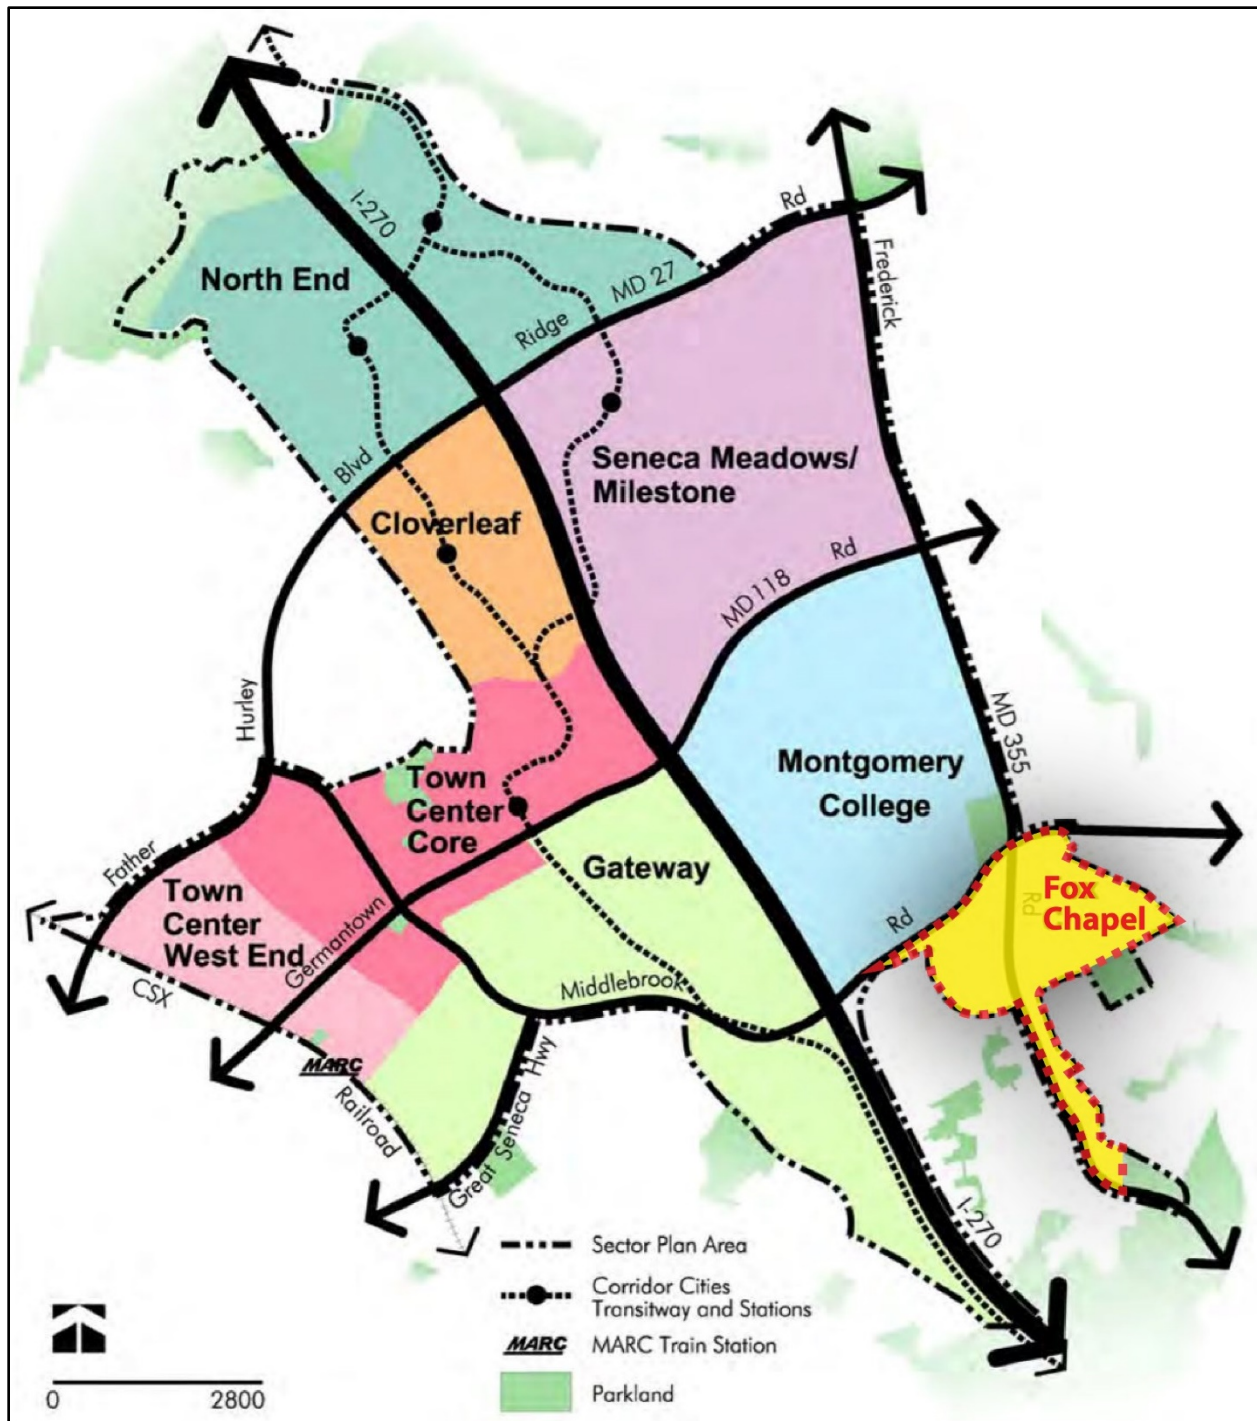 I-270
Rd
Frederick
North End
MD 27
Ridge
Seneca Meadows/
Milestone
Blvd
Cloverleaf
Rd
MD118
Hurley
MD 355
Montgomery
College
Town
Center
Core
Father
Gateway
Fox
Chapel
Rd
Rd
Town
Center
West End
Germantown
CSX
Middlebrook
MARC
Railroad
Great Seneca Hwy
I-270
Sector Plan Area
Corridor Cities
Transitway and Stations
MARC MARC Train Station
Parkland
0 2800